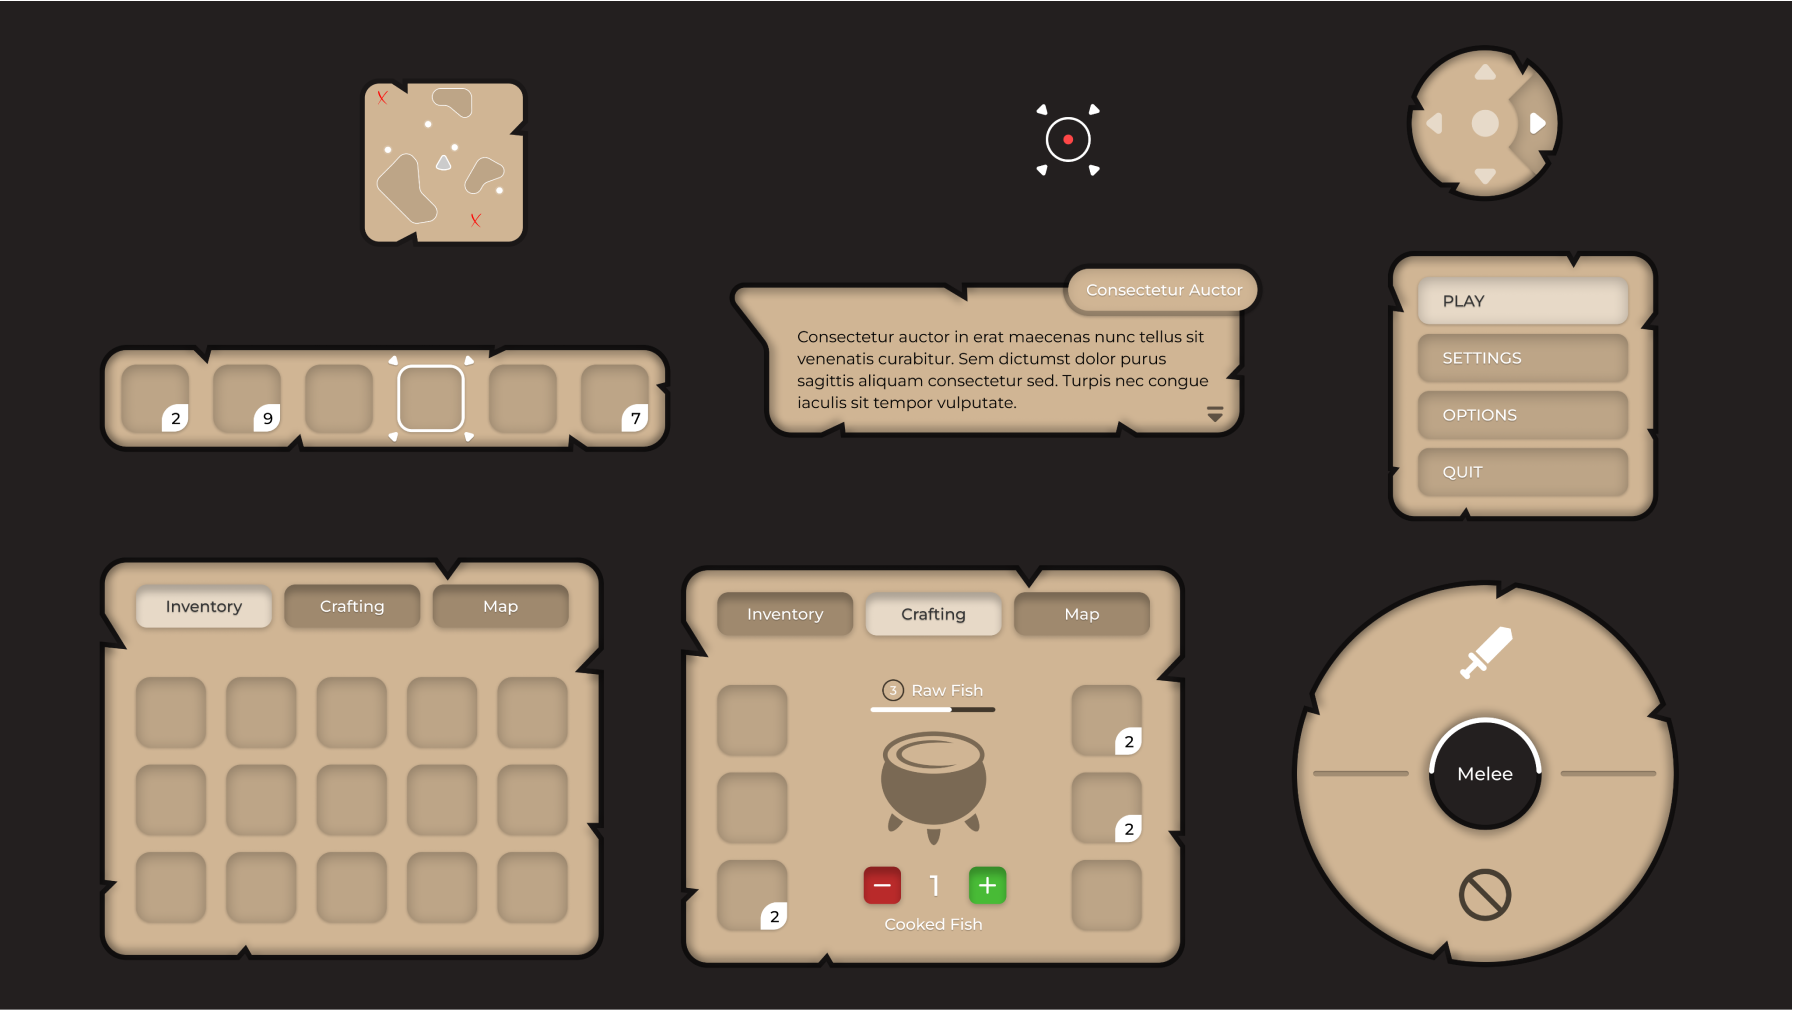 X
X
Consectetur Auctor
Consectetur auctor in erat maecenas nunc tellus sit
venenatis curabitur. Sem dictumst dolor purus
sagittis aliquam consectetur sed. Turpis nec congue
iaculis sit tempor vulputate.
PLAY
SETTINGS
OPTIONS
QUIT
2
9
7
Inventory
Crafting
Map
Inventory
Crafting
Map
3 Raw Fish
2
2
2
− 1 +
Cooked Fish
Melee